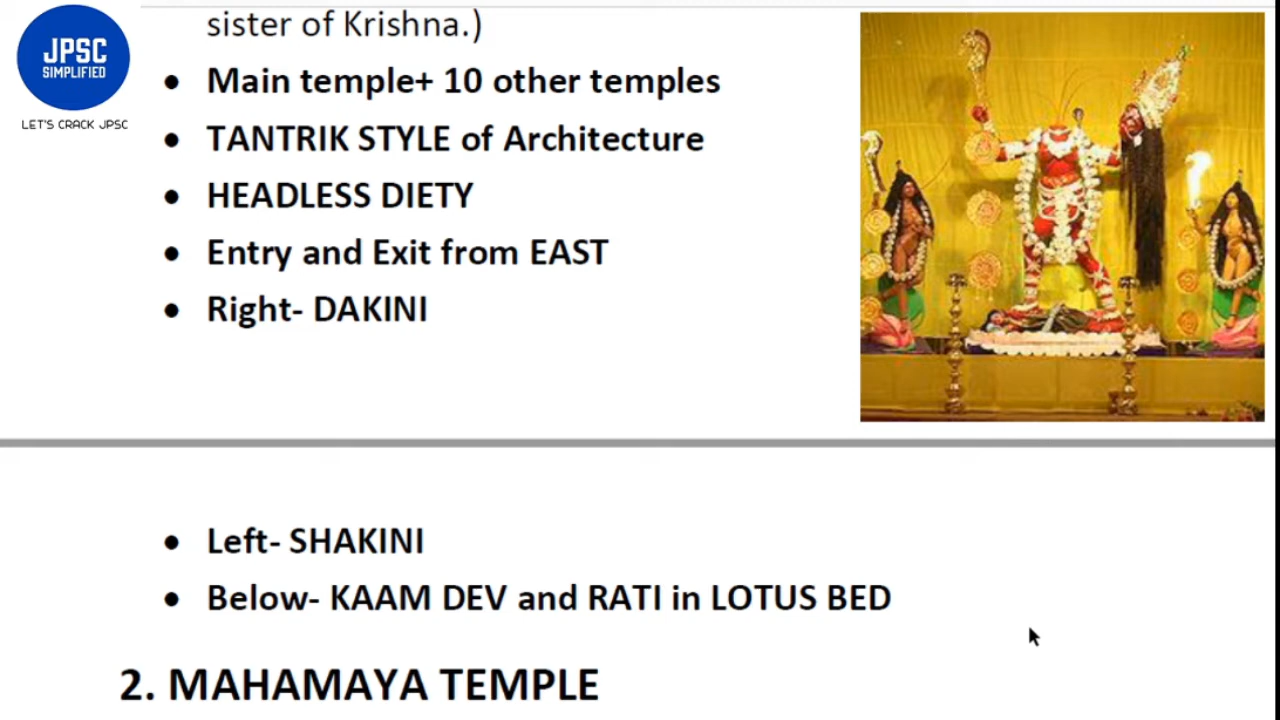 JPSC
SIMPLIFIED
LET'S CRACK JPSC
sister of Krishna.)
• Main temple+ 10 other temples
• TANTRIK STYLE of Architecture
• HEADLESS DIETY
• Entry and Exit from EAST
• Right- DAKINI
• Left- SHAKINI
• Below- KAAM DEV and RATI in LOTUS BED
2. MAHAMAYA TEMPLE